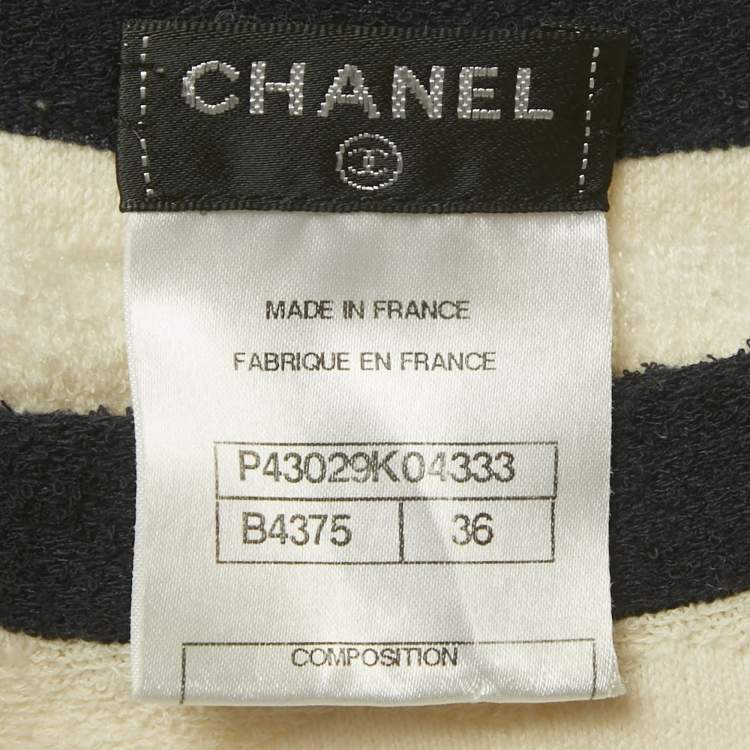 CHANEL
MADE IN FRANCE
FABRIQUE EN FRANCE
P43029K04333
B4375 36
COMPOSITION